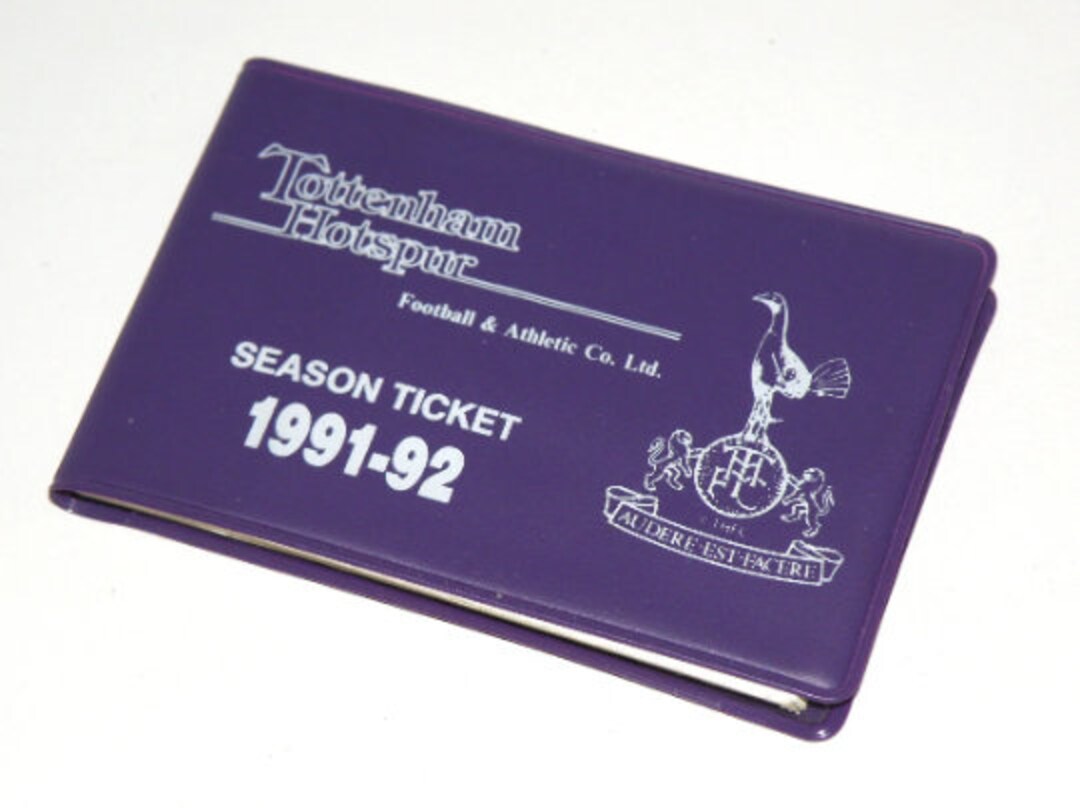 Tottenham
Hotspur
Football & Athletic Co. Ltd.
SEASON TICKET
1991-92
THFC
AUDERE·EST·FACERE